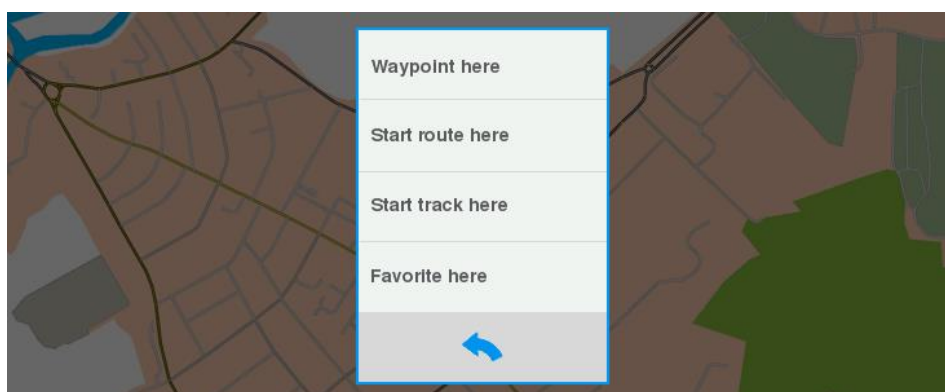 Waypoint here
Start route here
Start track here
Favorite here